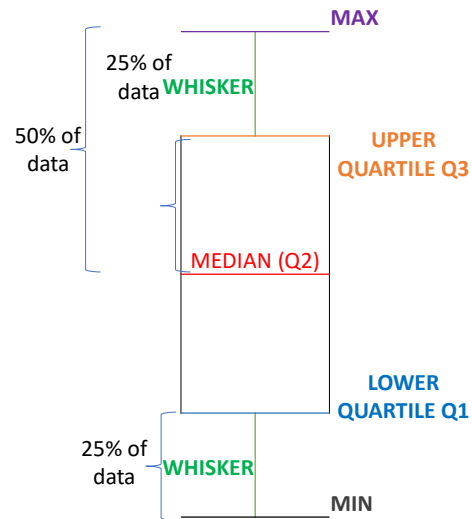 MAX
25% of
data
WHISKER
50% of
data
UPPER
QUARTILE Q3
MEDIAN (Q2)
LOWER
QUARTILE Q1
25% of
data
WHISKER
MIN